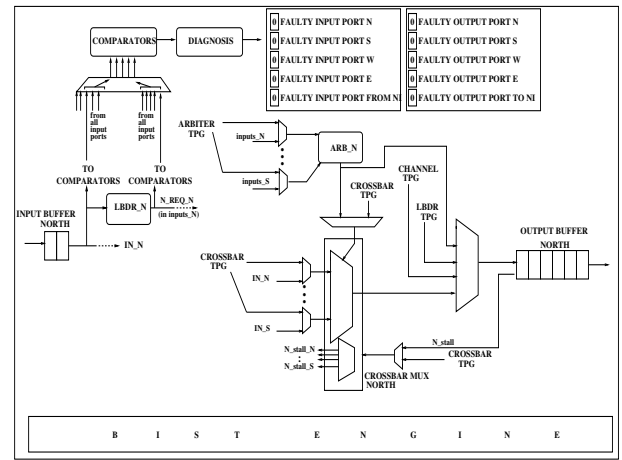 COMPARATORS
DIAGNOSIS
0 FAULTY INPUT PORT N
0 FAULTY INPUT PORT S
0 FAULTY INPUT PORT W
0 FAULTY INPUT PORT E
0 FAULTY INPUT PORT FROM NI
0 FAULTY OUTPUT PORT N
0 FAULTY OUTPUT PORT S
0 FAULTY OUTPUT PORT W
0 FAULTY OUTPUT PORT E
0 FAULTY OUTPUT PORT TO NI
from
all
input
ports
from
all
input
ports
ARBITER
TPG
inputs_N
inputs_S
ARB_N
TO
COMPARATORS
TO
COMPARATORS
CROSSBAR
TPG
CHANNEL
TPG
LBDR
TPG
LBDR_N
N_REQ_N
(in inputs_N)
INPUT BUFFER
NORTH
IN_N
OUTPUT BUFFER
NORTH
CROSSBAR
TPG
IN_N
IN_S
N_stall_N
:
N_stall_S
N_stall
CROSSBAR
TPG
CROSSBAR MUX
NORTH
B I S T E N G I N E